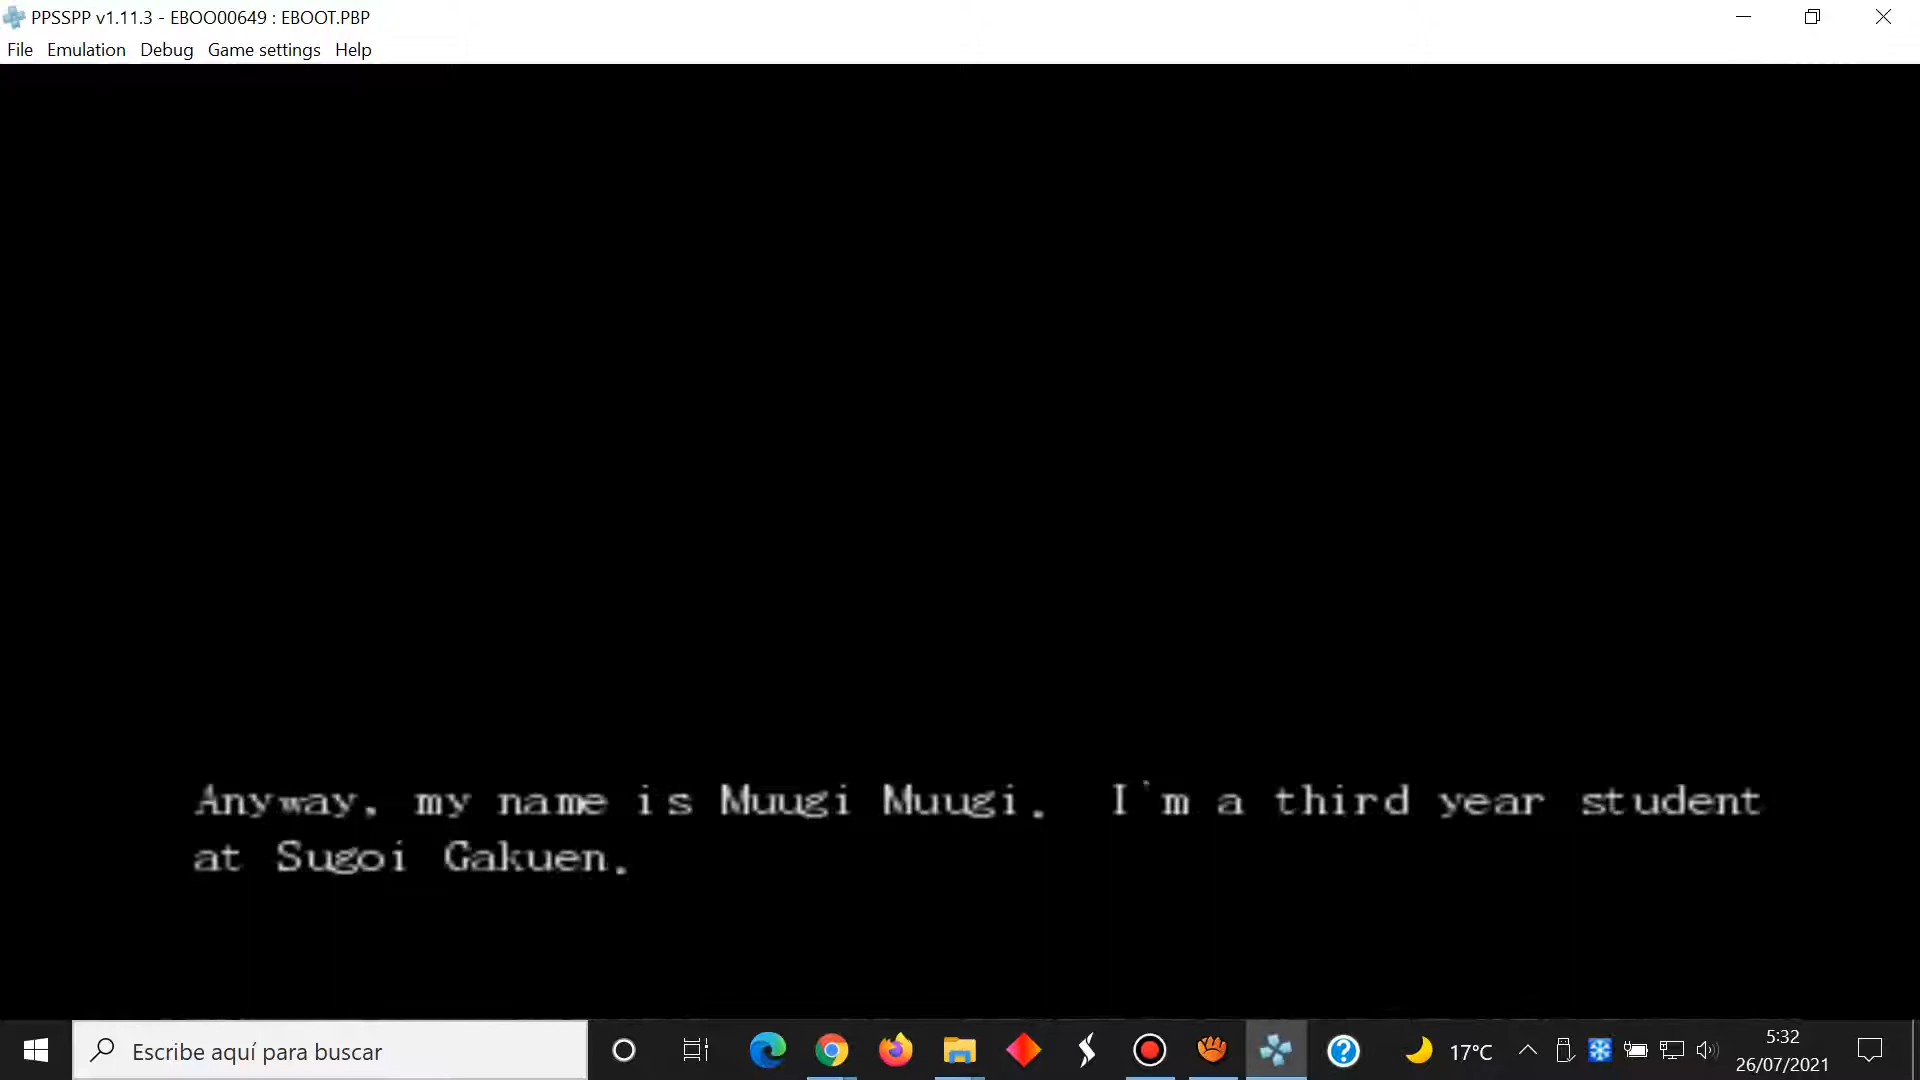 PPSSPP v1.11.3 - EBOO00649 : EBOOT.PBP
File Emulation Debug Game settings Help
Anyway, my name is Muugi Muugi. I'm a third year student
at Sugoi Gakuen.
Escribe aquí para buscar
17°C
5:32
26/07/2021